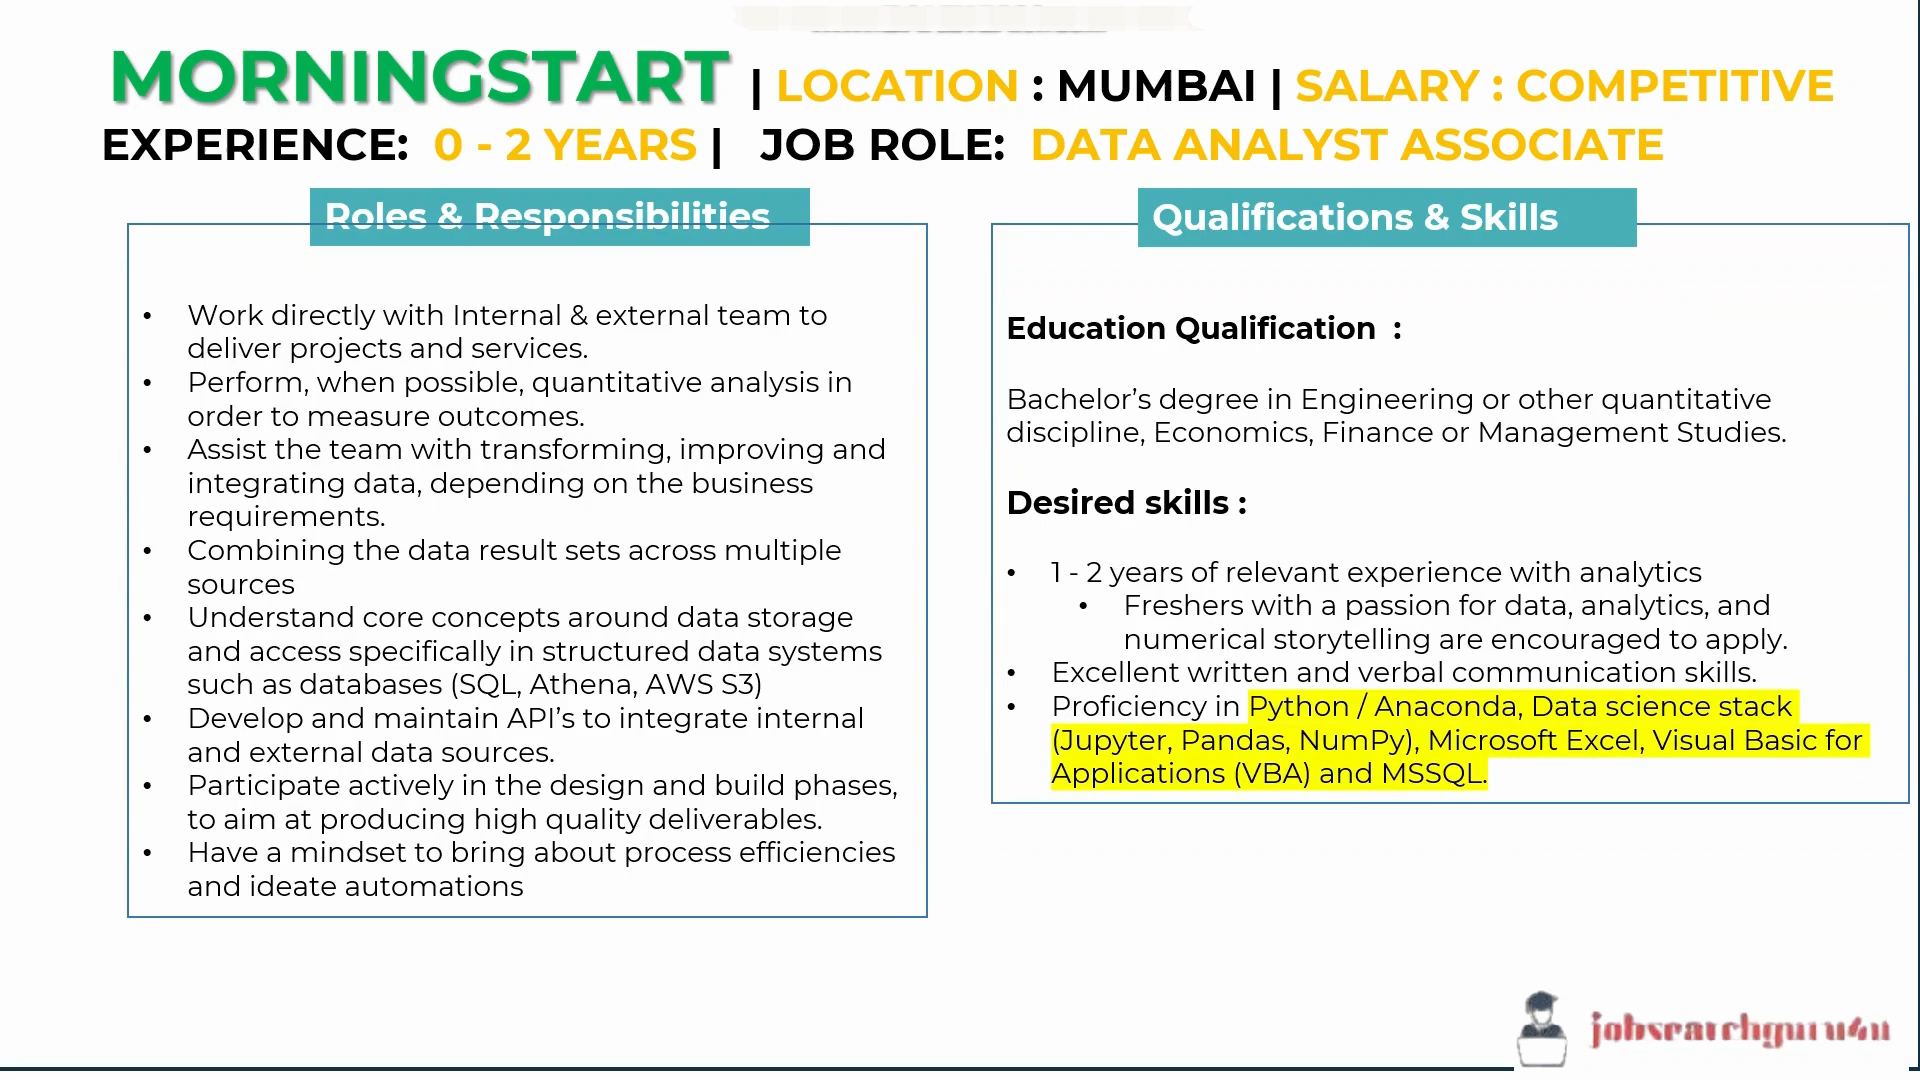 MORNINGSTART | LOCATION : MUMBAI | SALARY : COMPETITIVE
EXPERIENCE: 0 - 2 YEARS | JOB ROLE: DATA ANALYST ASSOCIATE
Roles & Responsibilities
• Work directly with Internal & external team to
deliver projects and services.
• Perform, when possible, quantitative analysis in
order to measure outcomes.
• Assist the team with transforming, improving and
integrating data, depending on the business
requirements.
• Combining the data result sets across multiple
sources
• Understand core concepts around data storage
and access specifically in structured data systems
such as databases (SQL, Athena, AWS S3)
• Develop and maintain API’s to integrate internal
and external data sources.
• Participate actively in the design and build phases,
to aim at producing high quality deliverables.
• Have a mindset to bring about process efficiencies
and ideate automations
Qualifications & Skills
Education Qualification :
Bachelor’s degree in Engineering or other quantitative
discipline, Economics, Finance or Management Studies.
Desired skills :
• 1 - 2 years of relevant experience with analytics
• Freshers with a passion for data, analytics, and
numerical storytelling are encouraged to apply.
• Excellent written and verbal communication skills.
• Proficiency in Python / Anaconda, Data science stack
(Jupyter, Pandas, NumPy), Microsoft Excel, Visual Basic for
Applications (VBA) and MSSQL.
jobsearchguru4u